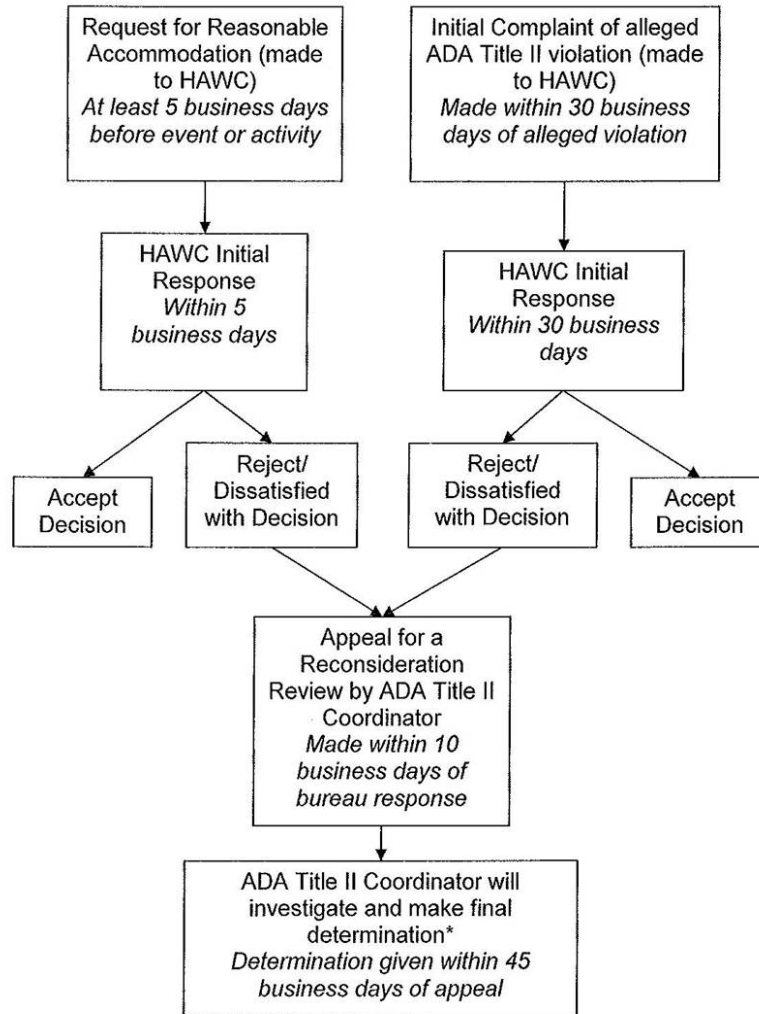 Request for Reasonable
Accommodation (made
to HAWC)
At least 5 business days
before event or activity
Initial Complaint of alleged
ADA Title II violation (made
to HAWC)
Made within 30 business
days of alleged violation
HAWC Initial
Response
Within 5
business days
HAWC Initial
Response
Within 30 business
days
Accept
Decision
Reject/
Dissatisfied
with Decision
Reject/
Dissatisfied
with Decision
Accept
Decision
Appeal for a
Reconsideration
Review by ADA Title II
Coordinator
Made within 10
business days of
bureau response
ADA Title II Coordinator will
investigate and make final
determination*
Determination given within 45
business days of appeal